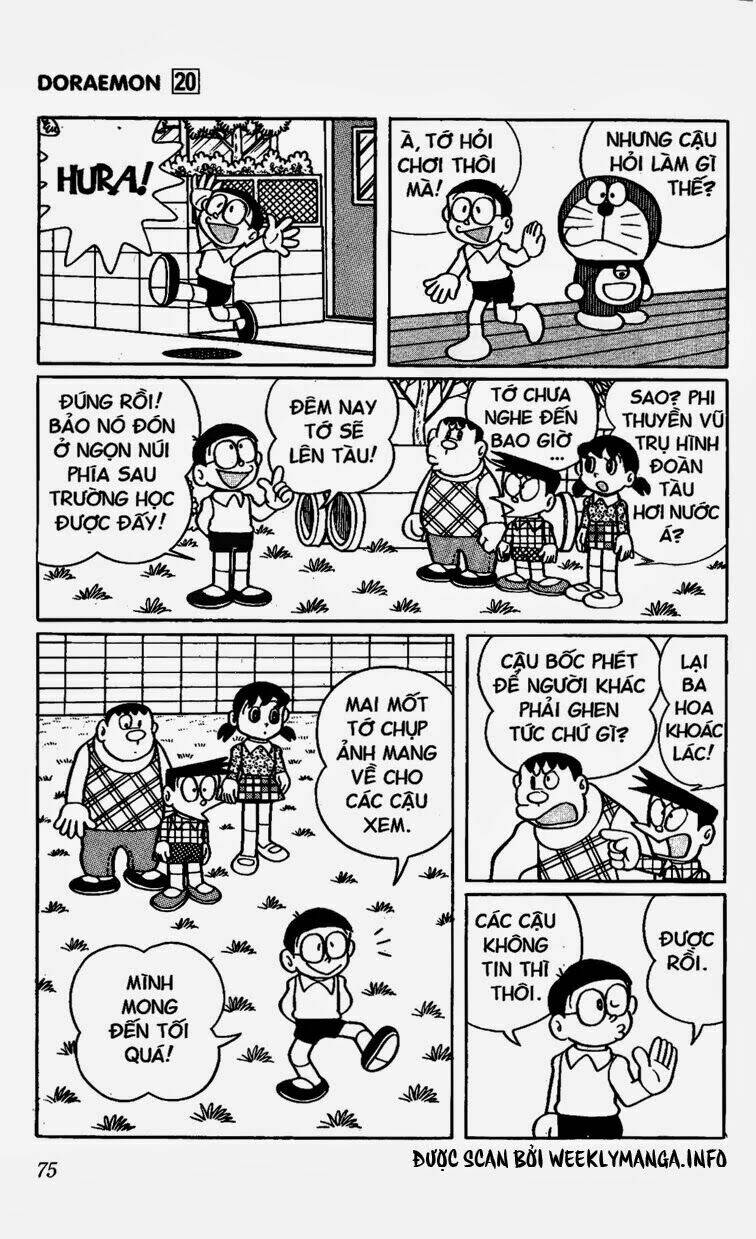 DORAEMON 20
NHƯNG CẬU
HỎI LÀM GÌ
THẾ?
À, TỚ HỎI
CHƠI THÔI
MÀ!
HURA!
SAO? PHI
THUYỀN VŨ
TRỤ HÌNH
ĐOÀN
TÀU
HƠI NƯỚC
Á?
TỚ CHƯA
NGHE ĐẾN
BAO GIỜ
...
ĐÊM NAY
TỚ SẼ
LÊN TÀU!
ĐÚNG RỒI!
BẢO NÓ ĐÓN
Ở NGỌN NÚI
PHÍA SAU
TRƯỜNG HỌC
ĐƯỢC ĐẤY!
LẠI
BA
HOA
KHOÁC
LÁC!
CẬU BỐC PHÉT
ĐỂ NGƯỜI KHÁC
PHẢI GHEN
TỨC CHỨ GÌ?
ĐƯỢC
RỒI.
CÁC CẬU
KHÔNG
TIN THÌ
THÔI.
MAI MỐT
TỚ CHỤP
ẢNH MANG
VỀ CHO
CÁC CẬU
XEM.
MÌNH
MONG
ĐẾN TỐI
QUÁ!
75
ĐƯỢC SCAN BỞI WEEKLYMANGA.INFO